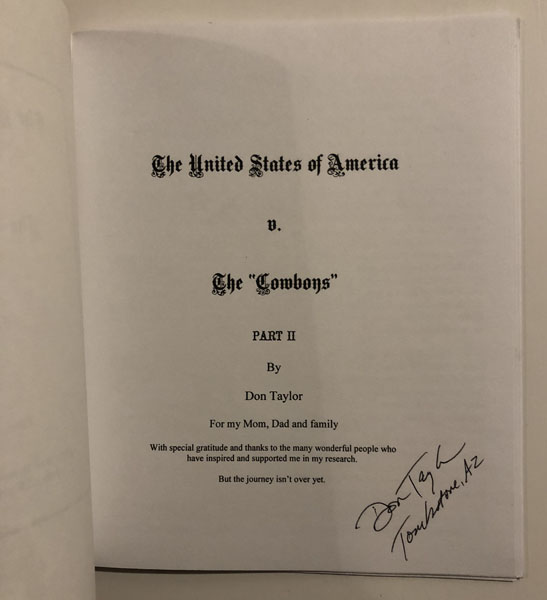 The United States of America
v.
The "Cowboys"
PART II
By
Don Taylor
For my Mom, Dad and family
With special gratitude and thanks to the many wonderful people who
have inspired and supported me in my research.
But the journey isn't over yet.
Don Taylor
Tombstone, AZ